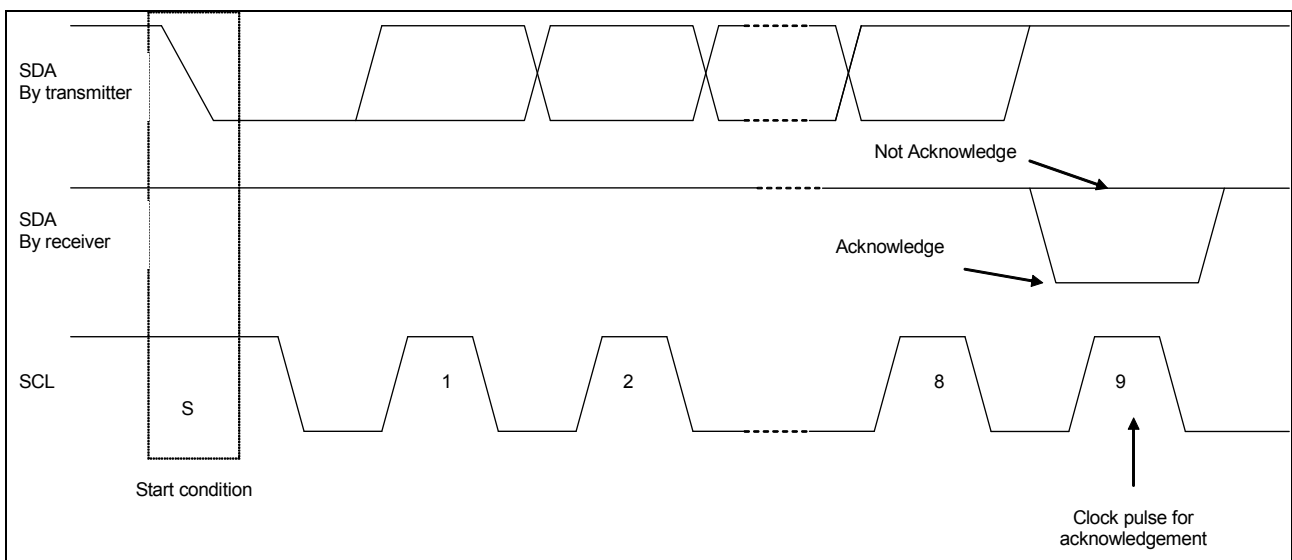 SDA
By transmitter
Not Acknowledge
SDA
By receiver
Acknowledge
SCL
S
1
2
8
9
Start condition
Clock pulse for
acknowledgement